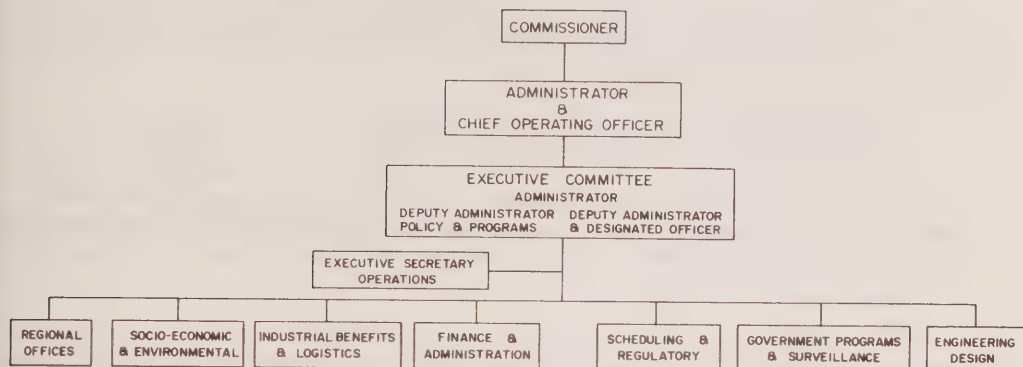 COMMISSIONER
ADMINISTRATOR
&
CHIEF OPERATING OFFICER
EXECUTIVE COMMITTEE
ADMINISTRATOR
DEPUTY ADMINISTRATOR DEPUTY ADMINISTRATOR
POLICY & PROGRAMS & DESIGNATED OFFICER
EXECUTIVE SECRETARY
OPERATIONS
REGIONAL
OFFICES
SOCIO-ECONOMIC
& ENVIRONMENTAL
INDUSTRIAL BENEFITS
& LOGISTICS
FINANCE &
ADMINISTRATION
SCHEDULING &
REGULATORY
GOVERNMENT PROGRAMS
& SURVEILLANCE
ENGINEERING
DESIGN